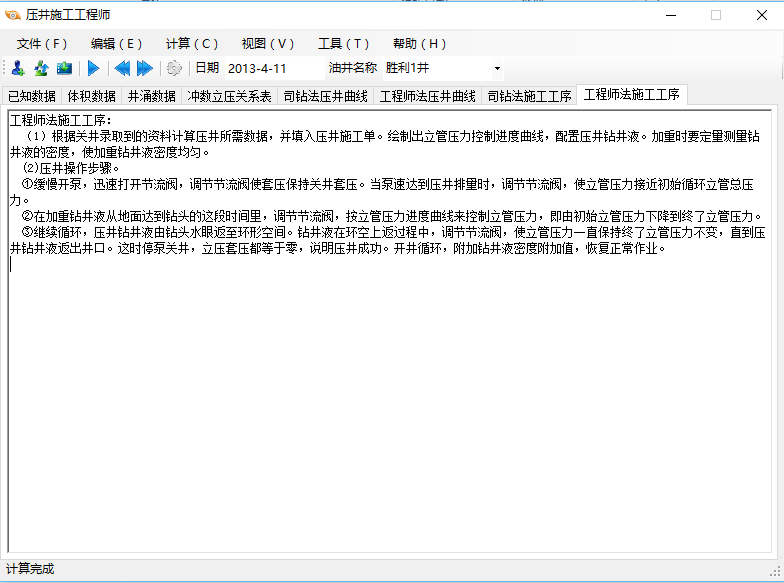 压井施工工程师
文件（F） 编辑（E） 计算（C） 视图（V） 工具（T） 帮助（H）
日期 2013-4-11 油井名称 胜利1井
已知数据 体积数据 井涌数据 冲数立压关系表 司钻法压井曲线 工程师法压井曲线 司钻法施工工序 工程师法施工工序
工程师法施工工序：
（1）根据关井录取到的资料计算压井所需数据，并填入压井施工单。绘制出立管压力控制进度曲线，配置压井钻井液。加重时要定量测量钻
井液的密度，使加重钻井液密度均匀。
(2)压井操作步骤。
①缓慢开泵，迅速打开节流阀，调节节流阀使套压保持关井套压。当泵速达到压井排量时，调节节流阀，使立管压力接近初始循环立管总压
力。
②在加重钻井液从地面达到钻头的这段时间里，调节节流阀，按立管压力进度曲线来控制立管压力，即由初始立管压力下降到终了立管压力。
③继续循环，压井钻井液由钻头水眼返至环形空间。钻井液在环空上返过程中，调节节流阀，使立管压力一直保持终了立管压力不变，直到压
井钻井液返出井口。这时停泵关井，立压套压都等于零，说明压井成功。开井循环，附加钻井液密度附加值，恢复正常作业。
计算完成